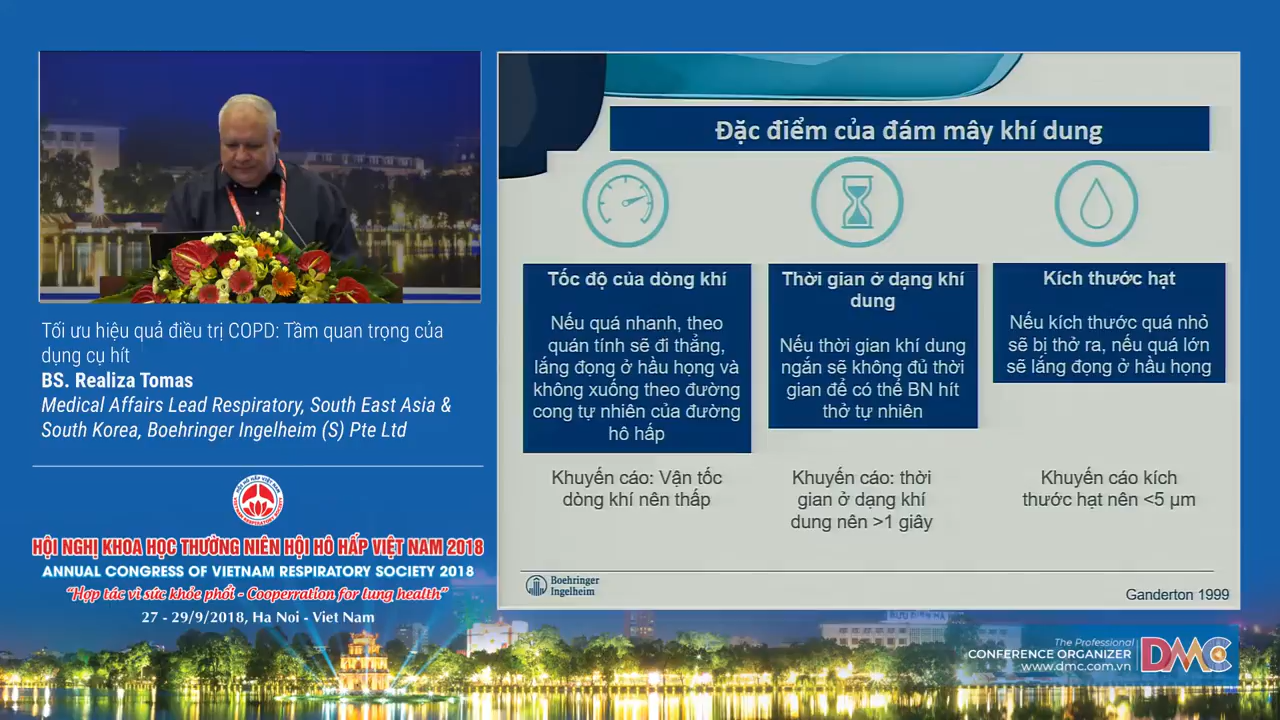 Tối ưu hiệu quả điều trị COPD: Tầm quan trọng của
dụng cụ hít
BS. Realiza Tomas
Medical Affairs Lead Respiratory, South East Asia &
South Korea, Boehringer Ingelheim (S) Pte Ltd
HỘI HÔ HẤP VIỆT NAM
VIETNAM RESPIRATORY SOCIETY
HỘI NGHỊ KHOA HỌC THƯỜNG NIÊN HỘI HÔ HẤP VIỆT NAM 2018
ANNUAL CONGRESS OF VIETNAM RESPIRATORY SOCIETY 2018
"Hợp tác vì sức khỏe phổi - Cooperration for lung health"
27 - 29/9/2018, Ha Noi - Viet Nam
Đặc điểm của đám mây khí dung
Tốc độ của dòng khí
Nếu quá nhanh, theo
quán tính sẽ đi thẳng,
lắng đọng ở hầu họng và
không xuống theo đường
cong tự nhiên của đường
hô hấp
Khuyến cáo: Vận tốc
dòng khí nên thấp
Thời gian ở dạng khí
dung
Nếu thời gian khí dung
ngắn sẽ không đủ thời
gian để có thể BN hít
thở tự nhiên
Khuyến cáo: thời
gian ở dạng khí
dung nên >1 giây
Kích thước hạt
Nếu kích thước quá nhỏ
sẽ bị thở ra, nếu quá lớn
sẽ lắng đọng ở hầu họng
Khuyến cáo kích
thước hạt nên <5 µm
Boehringer
Ingelheim
Ganderton 1999
The Professional
CONFERENCE ORGANIZER
www.dmc.com.vn
DMC